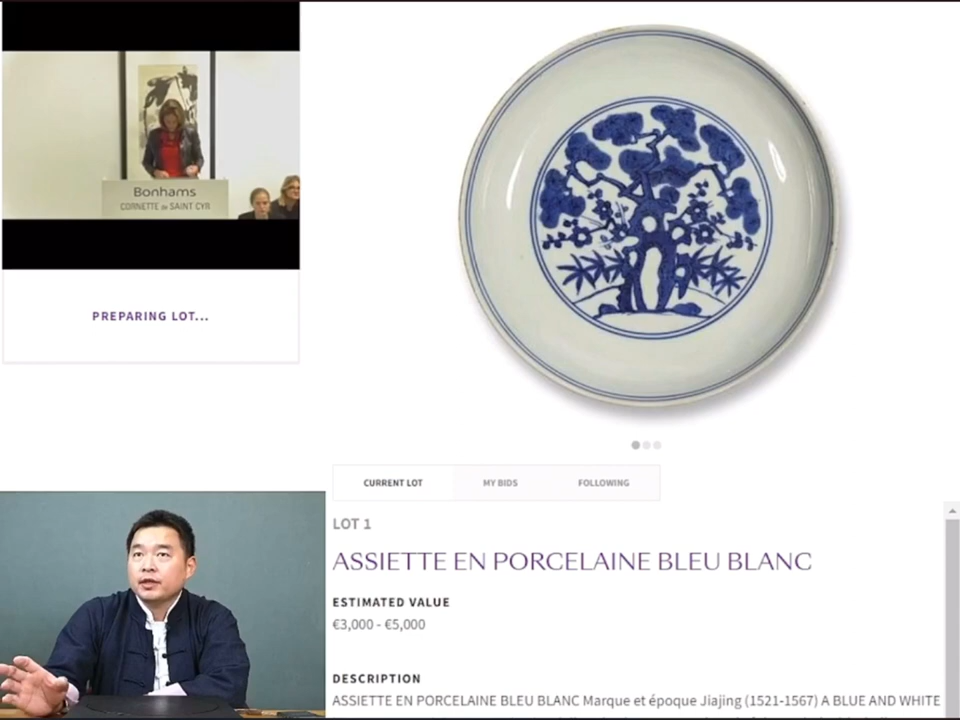 Bonhams
CORNETTE de SAINT CYR
PREPARING LOT...
CURRENT LOT
MY BIDS
FOLLOWING
LOT 1
ASSIETTE EN PORCELAINE BLEU BLANC
ESTIMATED VALUE
€3,000 - €5,000
DESCRIPTION
ASSIETTE EN PORCELAINE BLEU BLANC Marque et époque Jiajing (1521-1567) A BLUE AND WHITE